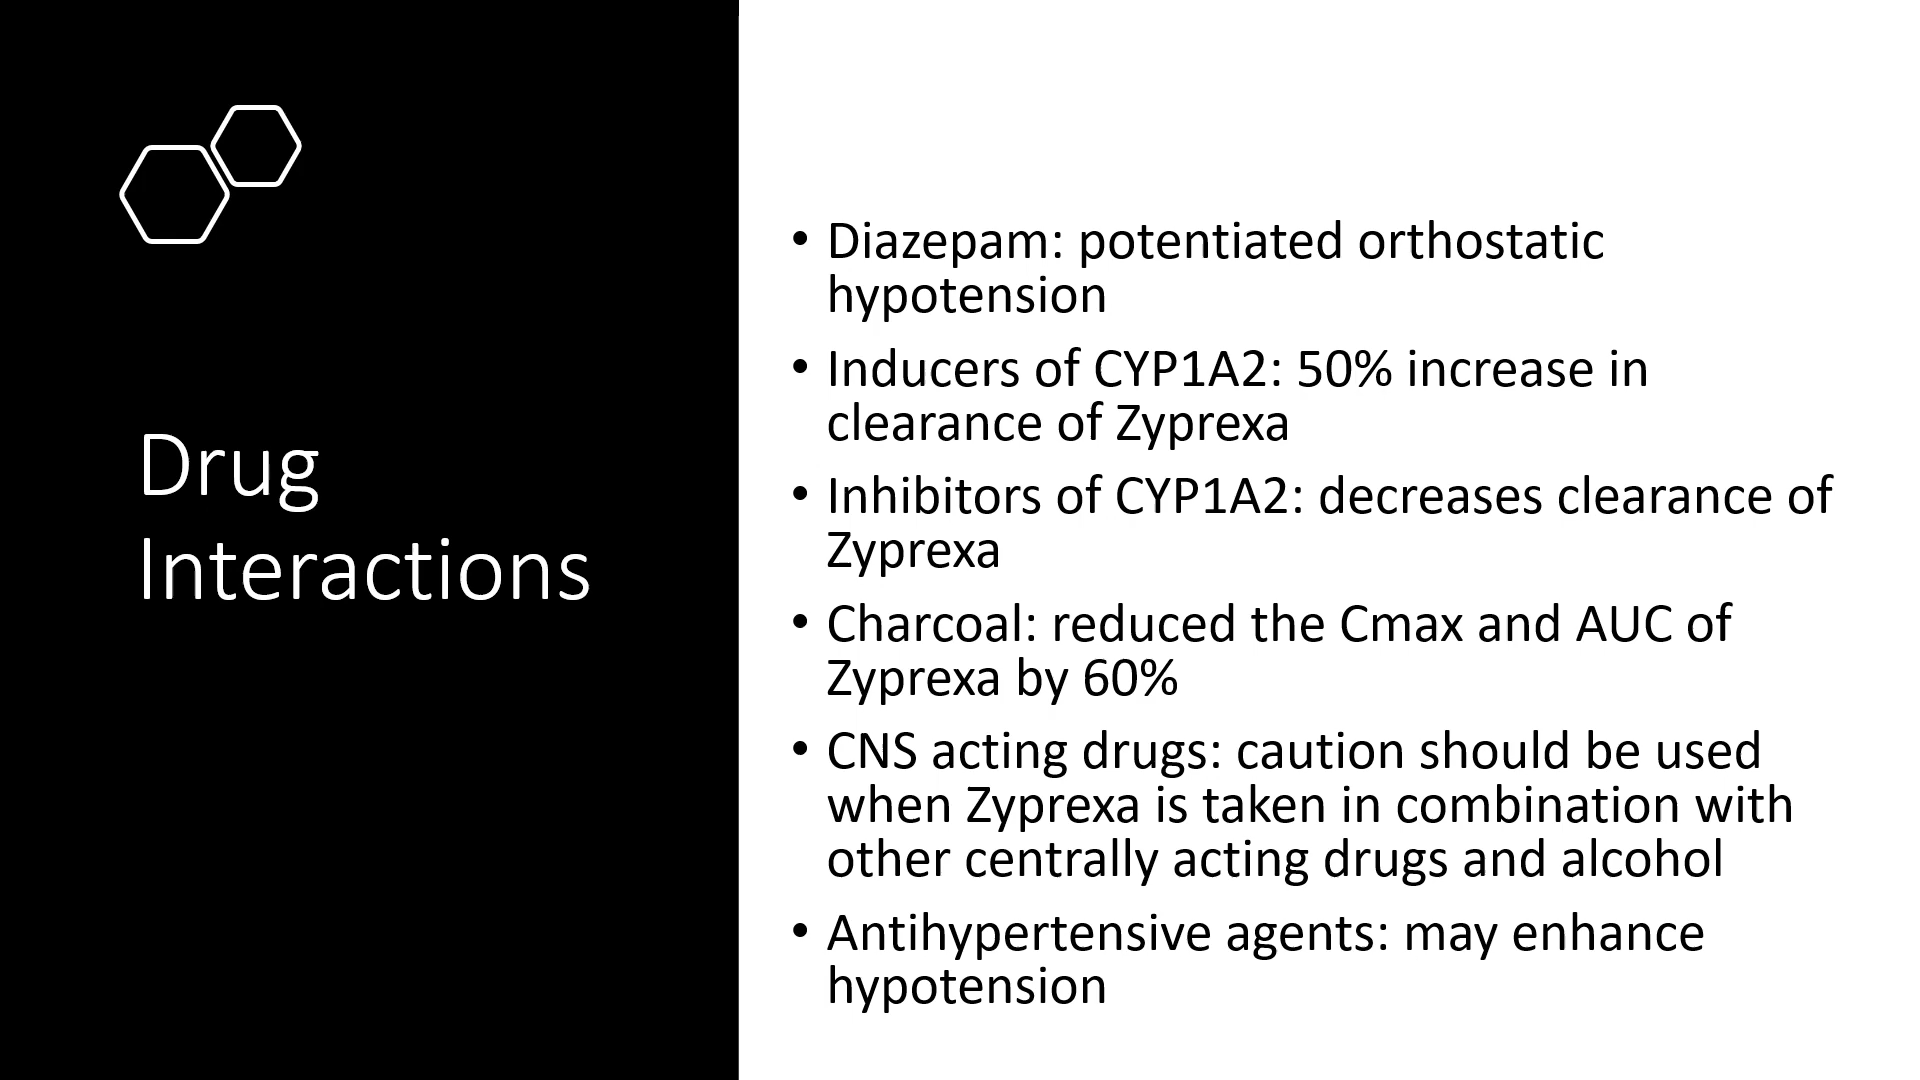 Drug
Interactions
• Diazepam: potentiated orthostatic
hypotension
• Inducers of CYP1A2: 50% increase in
clearance of Zyprexa
• Inhibitors of CYP1A2: decreases clearance of
Zyprexa
• Charcoal: reduced the Cmax and AUC of
Zyprexa by 60%
• CNS acting drugs: caution should be used
when Zyprexa is taken in combination with
other centrally acting drugs and alcohol
• Antihypertensive agents: may enhance
hypotension